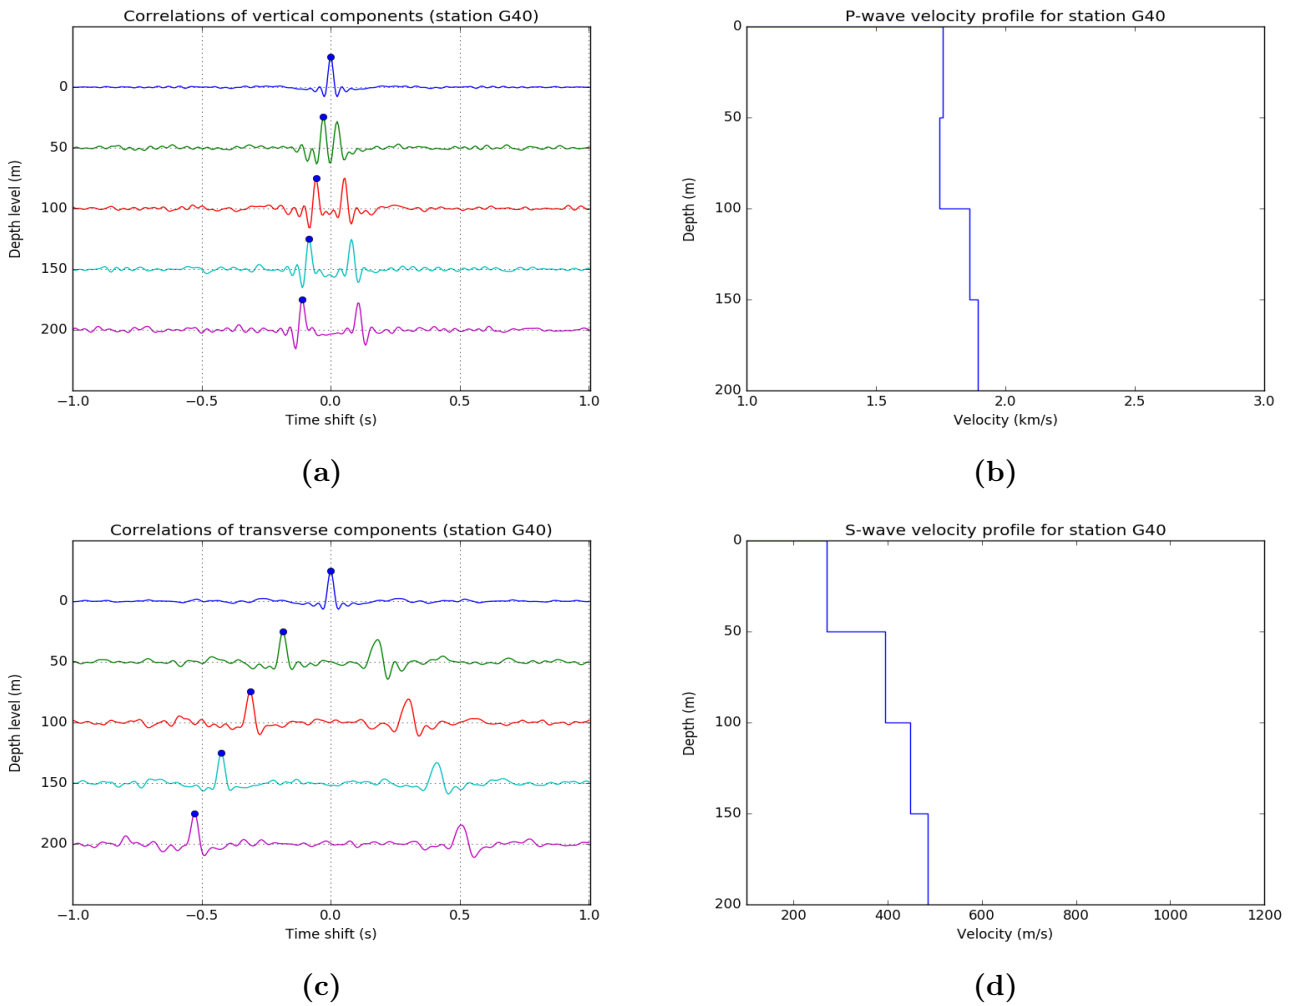 Correlations of vertical components (station G40)
0
50
100
150
200
Depth level (m)
−1.0 −0.5 0.0 0.5 1.0
Time shift (s)
(a)
P-wave velocity profile for station G40
0
50
100
150
200
Depth (m)
1.0 1.5 2.0 2.5 3.0
Velocity (km/s)
(b)
Correlations of transverse components (station G40)
0
50
100
150
200
Depth level (m)
−1.0 −0.5 0.0 0.5 1.0
Time shift (s)
(c)
S-wave velocity profile for station G40
0
50
100
150
200
Depth (m)
200 400 600 800 1000 1200
Velocity (m/s)
(d)